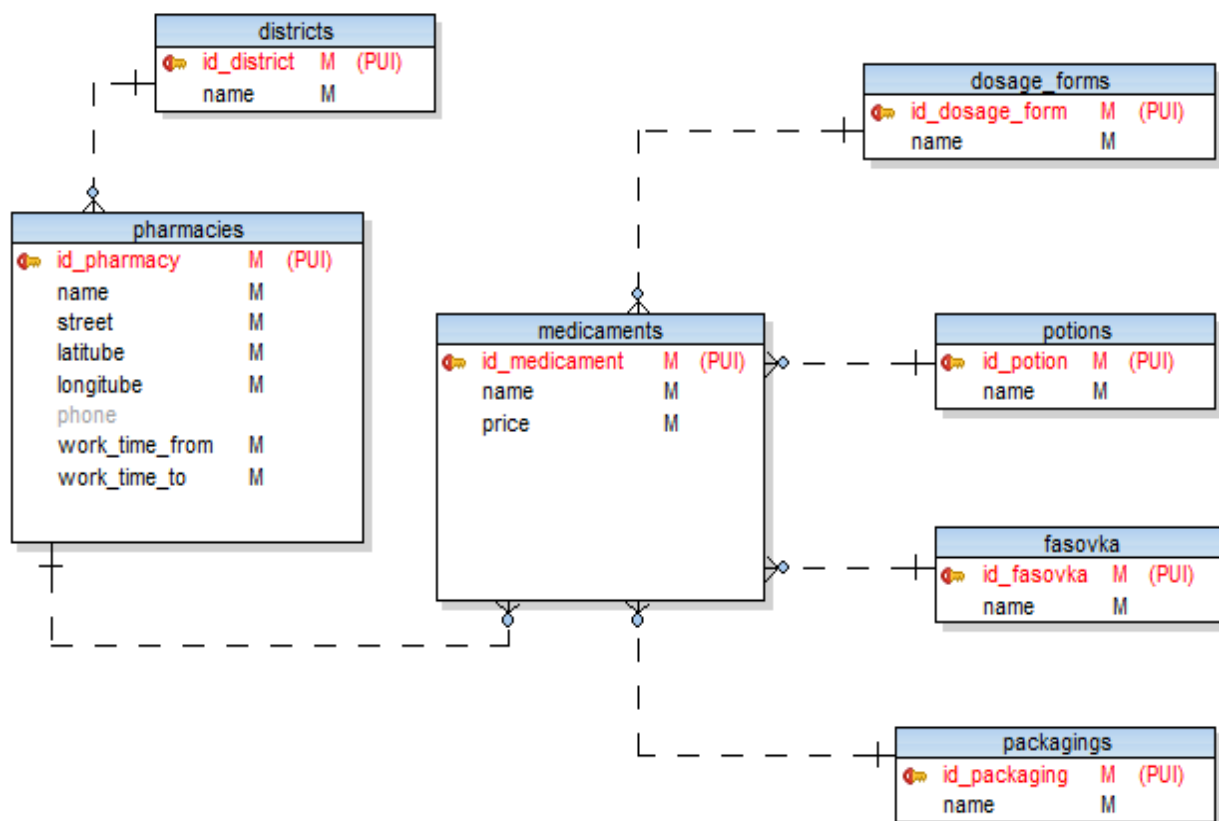 districts
id_district M (PUI)
name M
dosage_forms
id_dosage_form M (PUI)
name M
pharmacies
id_pharmacy M (PUI)
name M
street M
latitube M
longitube M
phone
work_time_from M
work_time_to M
medicaments
id_medicament M (PUI)
name M
price M
potions
id_potion M (PUI)
name M
fasovka
id_fasovka M (PUI)
name M
packagings
id_packaging M (PUI)
name M